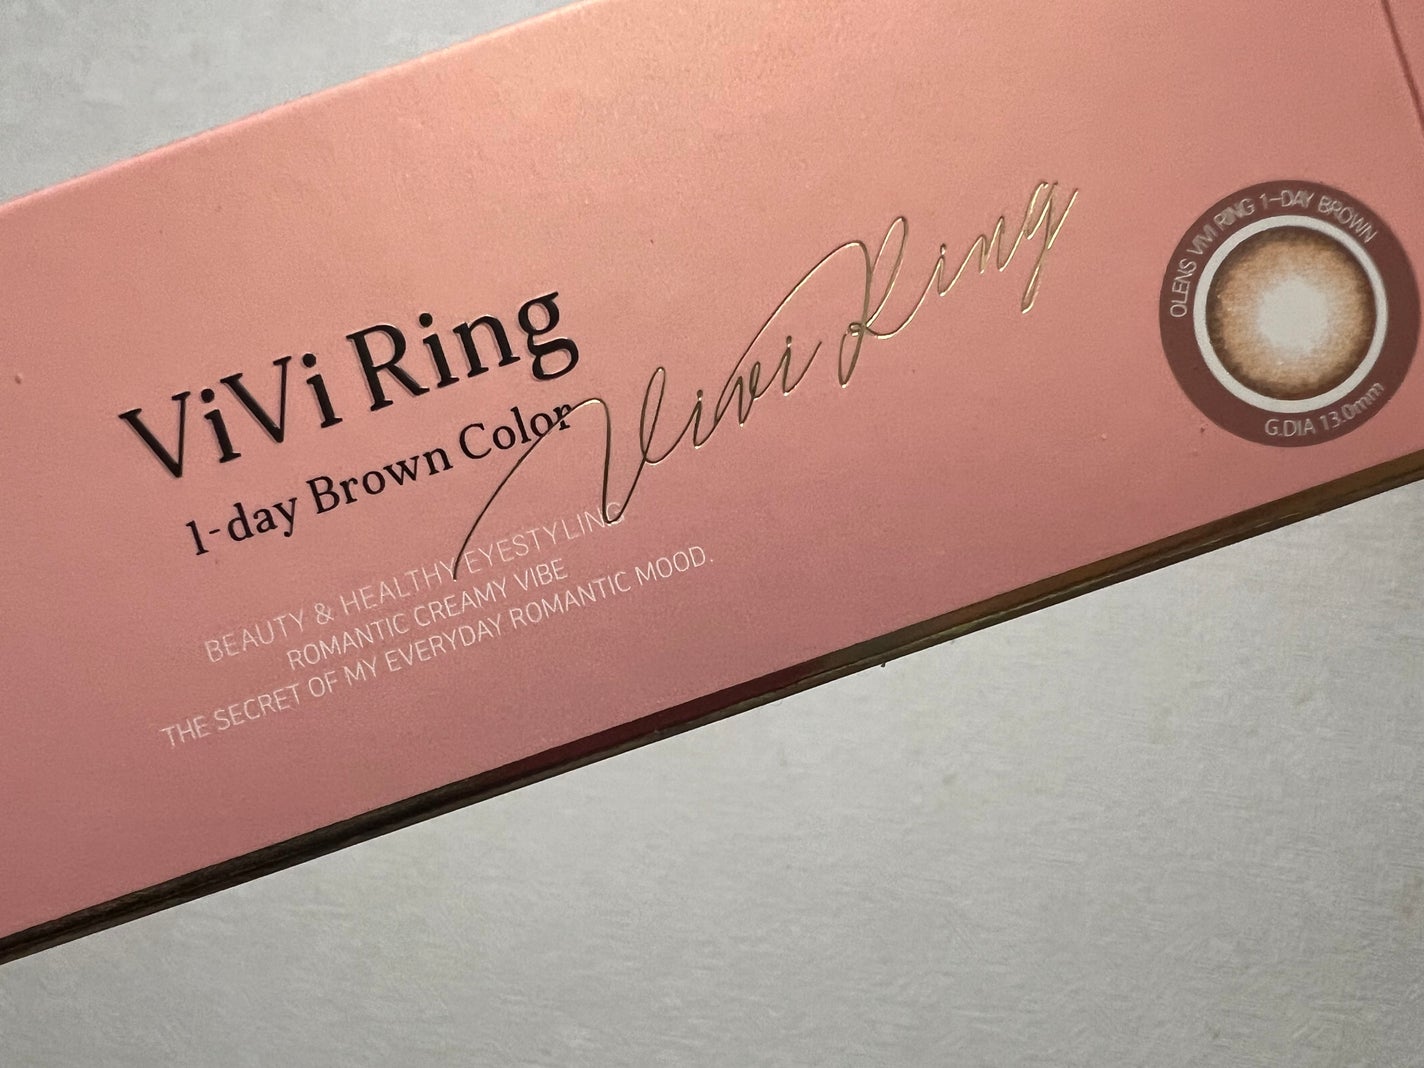 ViVi Ring
1-day Brown Color
BEAUTY & HEALTHY EYESTYLING
ROMANTIC CREAMY VIBE
THE SECRET OF MY EVERYDAY ROMANTIC MOOD.
Vivi Ring
OLENS VIVI RING 1-DAY BROWN
G.DIA 13.0mm